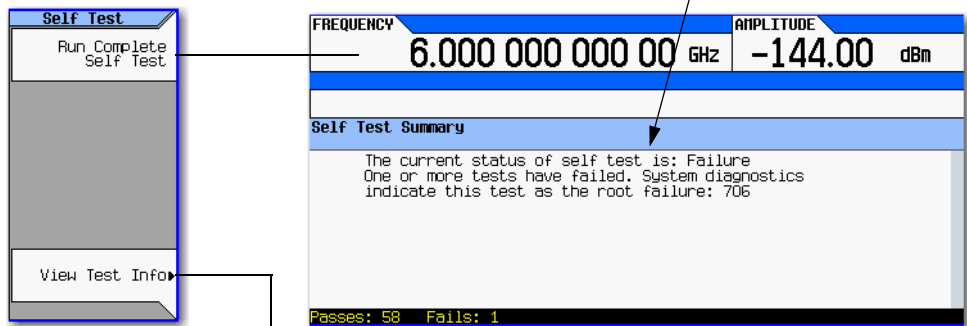 Self Test
Run Complete
Self Test
View Test Info
FREQUENCY
6.000 000 000 00 GHz
AMPLITUDE
-144.00 dBm
Self Test Summary
The current status of self test is: Failure
One or more tests have failed. System diagnostics
indicate this test as the root failure: 706
Passes: 58 Fails: 1